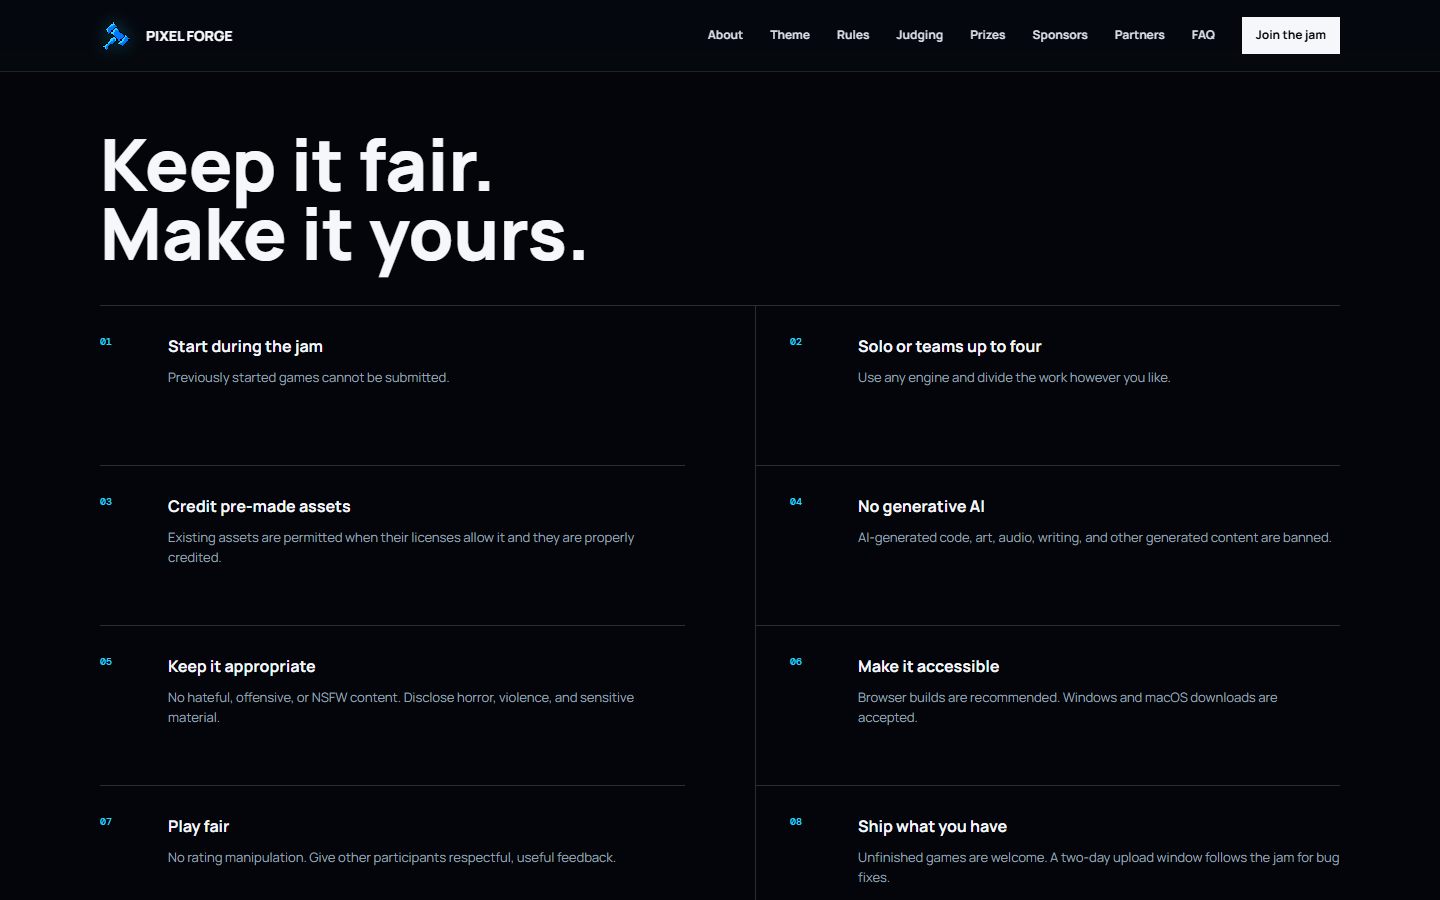 PIXEL FORGE
About
Theme
Rules
Judging
Prizes
Sponsors
Partners
FAQ
Join the jam
Keep it fair.
Make it yours.
01
Start during the jam
Previously started games cannot be submitted.
02
Solo or teams up to four
Use any engine and divide the work however you like.
03
Credit pre-made assets
Existing assets are permitted when their licenses allow it and they are properly
credited.
04
No generative AI
AI-generated code, art, audio, writing, and other generated content are banned.
05
Keep it appropriate
No hateful, offensive, or NSFW content. Disclose horror, violence, and sensitive
material.
06
Make it accessible
Browser builds are recommended. Windows and macOS downloads are
accepted.
07
Play fair
No rating manipulation. Give other participants respectful, useful feedback.
08
Ship what you have
Unfinished games are welcome. A two-day upload window follows the jam for bug
fixes.